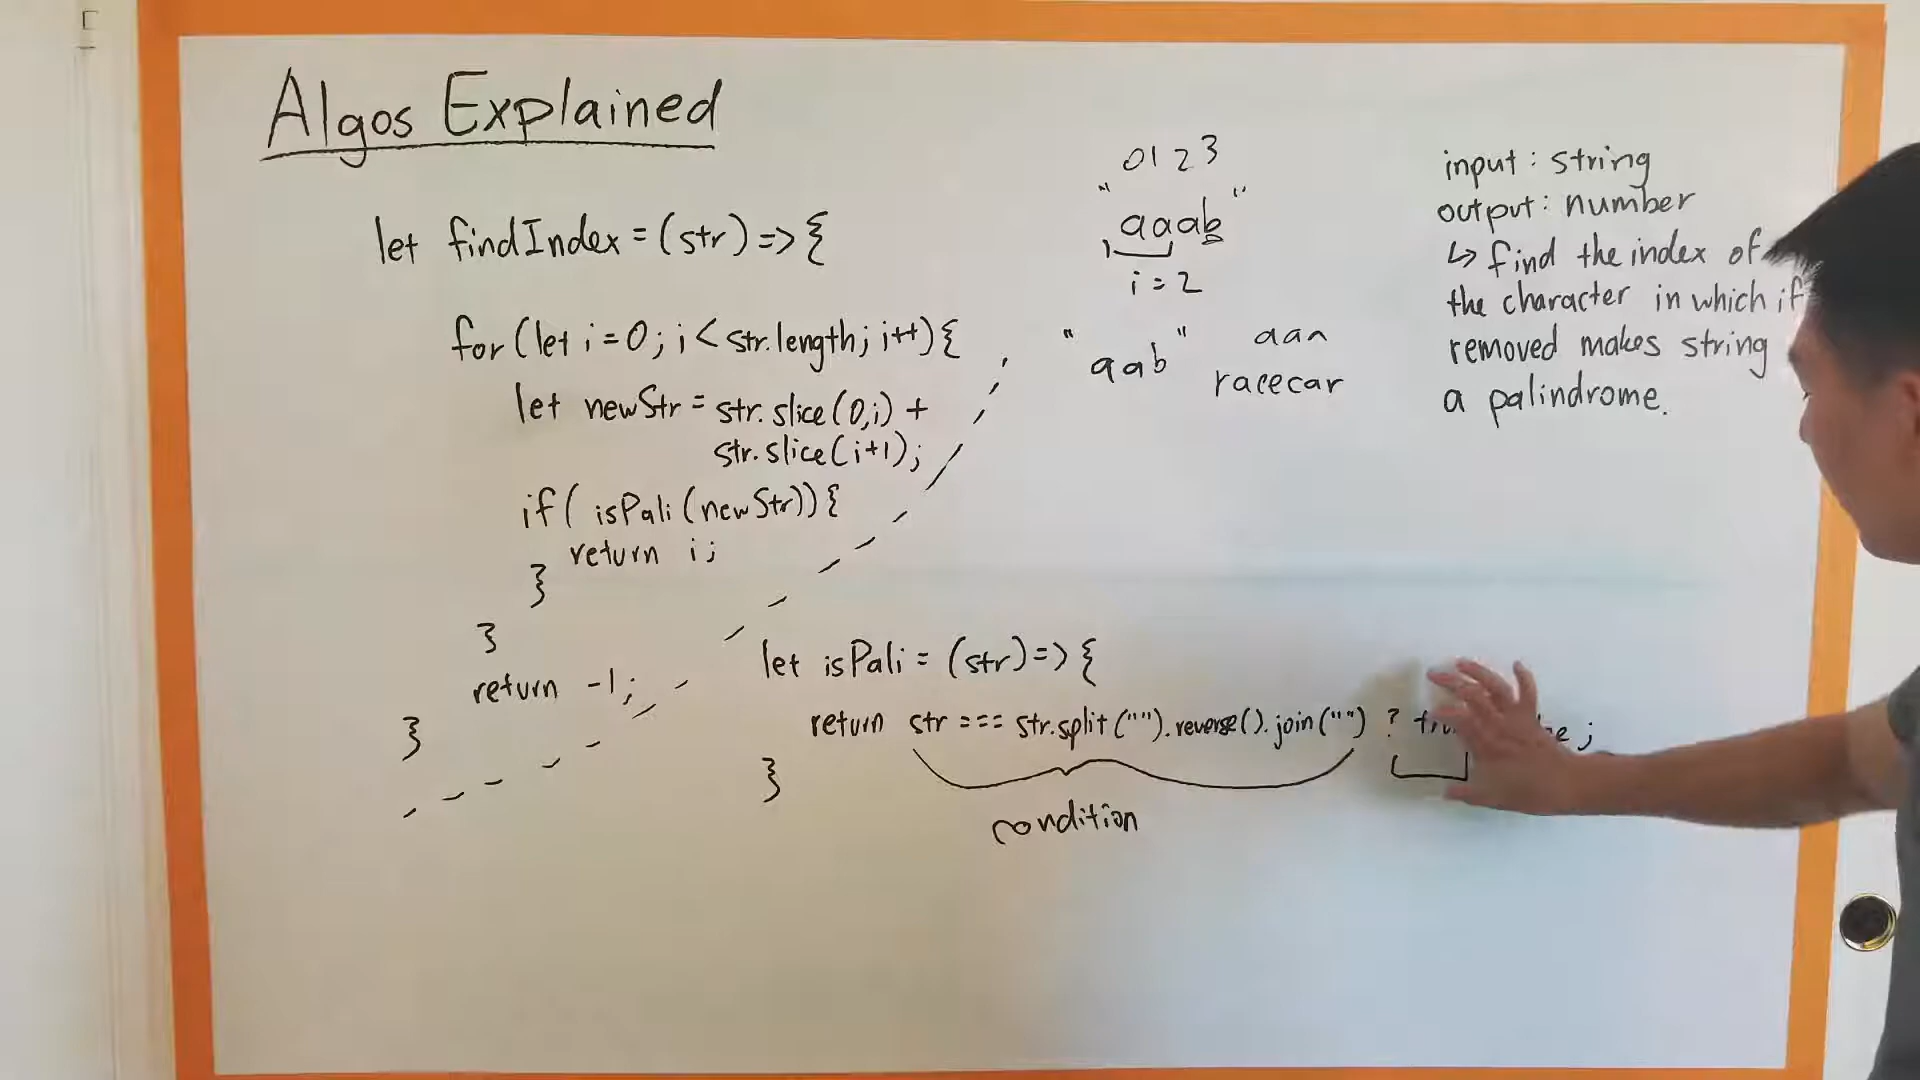 Algos Explained
let findIndex = (str) => {
for (let i = 0; i < str.length; i++) {
let newStr = str.slice(0,i) +
str.slice(i+1);
if( isPali (newStr)) {
return i;
}
}
return -1;
}
0123
"aaab"
i = 2
"aab"
aaa
racecar
input : string
output : number
↳ find the index of
the character in which if
removed makes string
a palindrome.
let isPali = (str) => {
return str === str.split("").reverse().join("") ?
}
condition